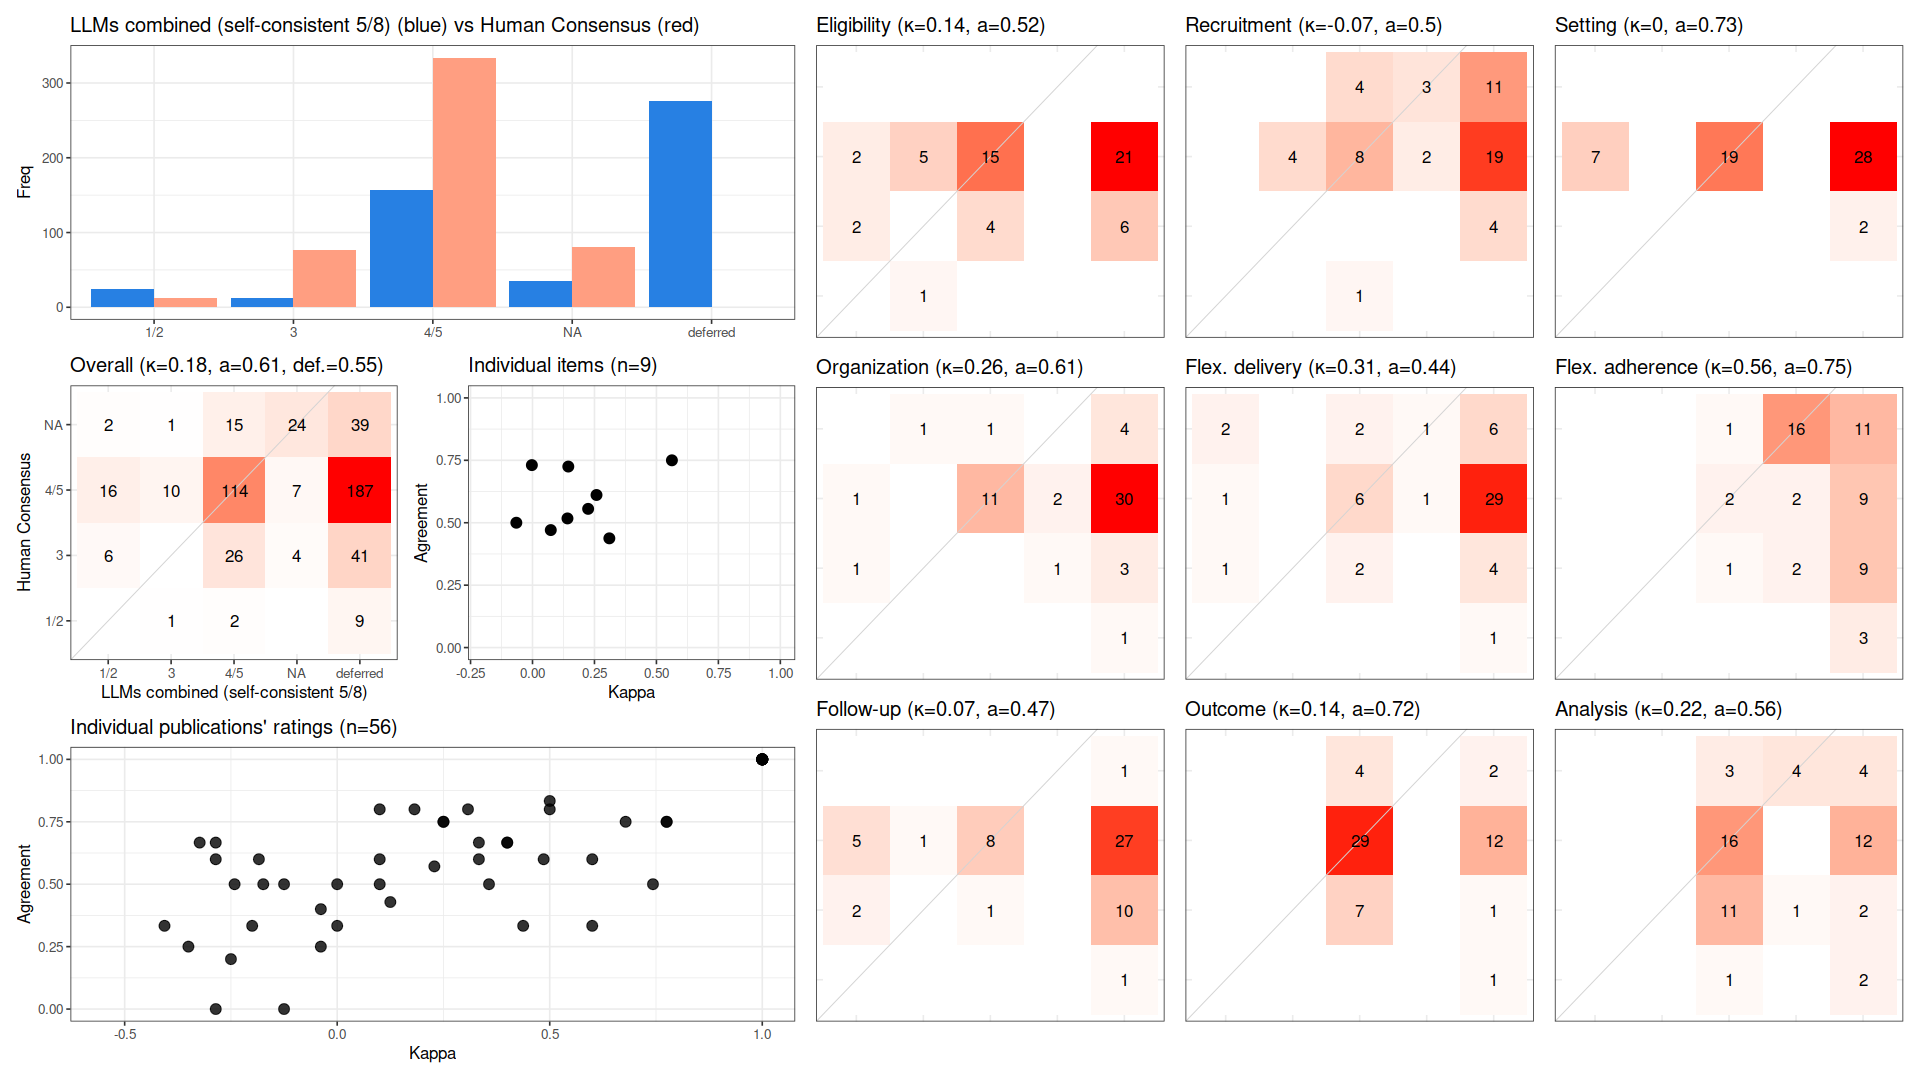 LLMs combined (self-consistent 5/8) (blue) vs Human Consensus (red)
Freq
300
200
100
0
1/2 3 4/5 NA deferred
Overall (κ=0.18, a=0.61, def.=0.55)
Human Consensus
NA 2 1 15 24 39
4/5 16 10 114 7 187
3 6 26 4 41
1/2 1 2 9
1/2 3 4/5 NA deferred
LLMs combined (self-consistent 5/8)
Individual items (n=9)
Agreement
1.00
0.75
0.50
0.25
0.00
-0.25 0.00 0.25 0.50 0.75 1.00
Kappa
Individual publications' ratings (n=56)
Agreement
1.00
0.75
0.50
0.25
0.00
-0.5 0.0 0.5 1.0
Kappa
Eligibility (κ=0.14, a=0.52)
2 5 15 21
2 4 6
1
Recruitment (κ=-0.07, a=0.5)
4 3 11
4 8 2 19
4
1
Setting (κ=0, a=0.73)
7 19 28
2
Organization (κ=0.26, a=0.61)
1 1 4
1 11 2 30
1 1 3
1
Flex. delivery (κ=0.31, a=0.44)
2 2 1 6
1 6 1 29
1 2 4
1
Flex. adherence (κ=0.56, a=0.75)
1 16 11
2 2 9
1 2 9
3
Follow-up (κ=0.07, a=0.47)
1
5 1 8 27
2 1 10
1
Outcome (κ=0.14, a=0.72)
4 2
29 12
7 1
1
Analysis (κ=0.22, a=0.56)
3 4 4
16 12
11 1 2
1 2